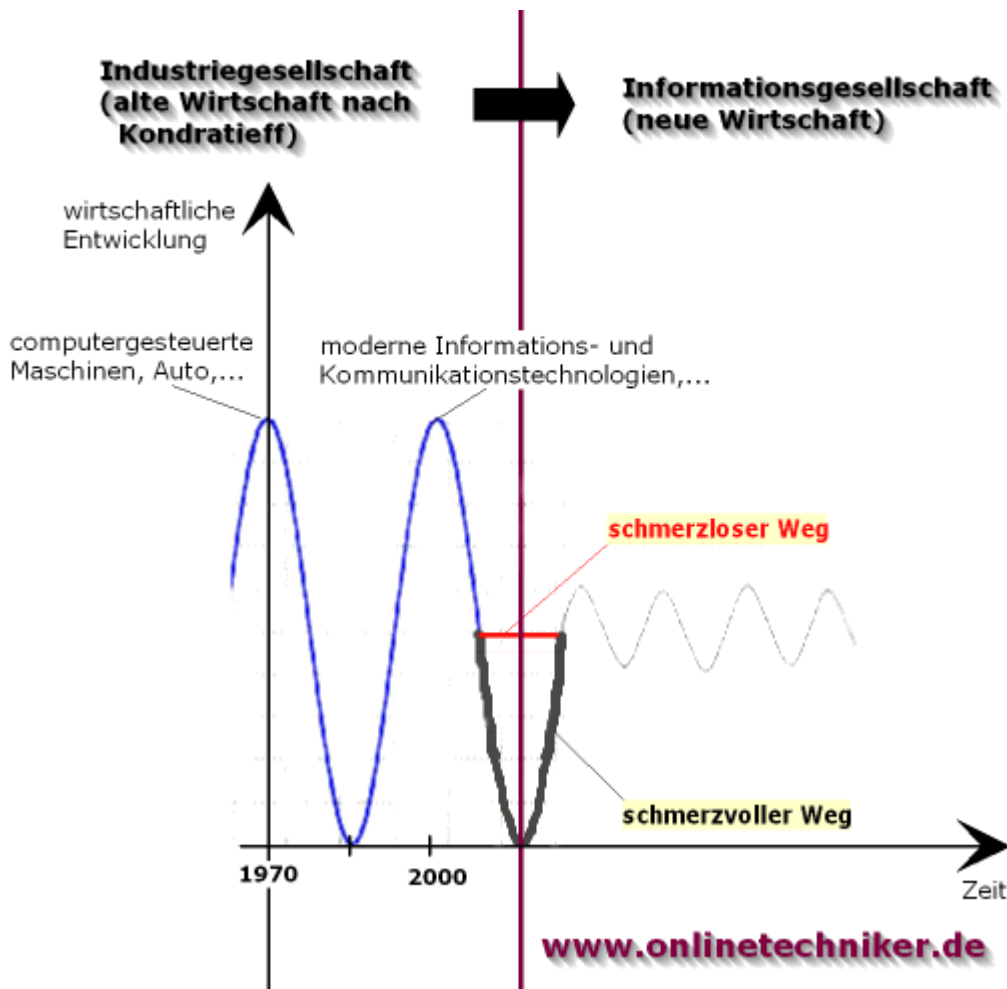 Industriegesellschaft
(alte Wirtschaft nach
Kondratieff)
Informationsgesellschaft
(neue Wirtschaft)
wirtschaftliche
Entwicklung
computergesteuerte
Maschinen, Auto,...
moderne Informations- und
Kommunikationstechnologien,...
schmerzloser Weg
schmerzvoller Weg
1970
2000
Zeit
www.onlinetechniker.de